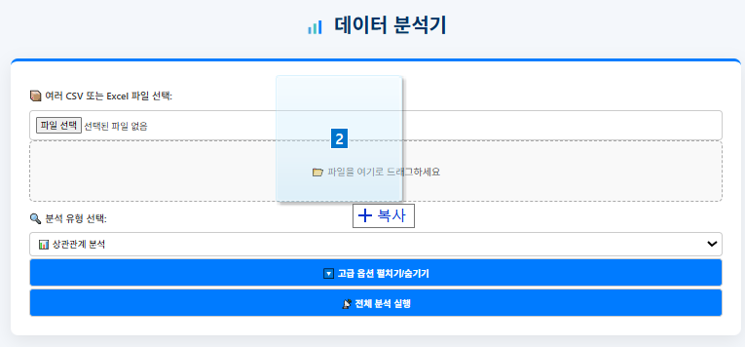 데이터 분석기
여러 CSV 또는 Excel 파일 선택:
파일 선택 선택된 파일 없음
2
파일을 여기로 드래그하세요
복사
분석 유형 선택:
상관관계 분석
고급 옵션 펼치기/숨기기
전체 분석 실행